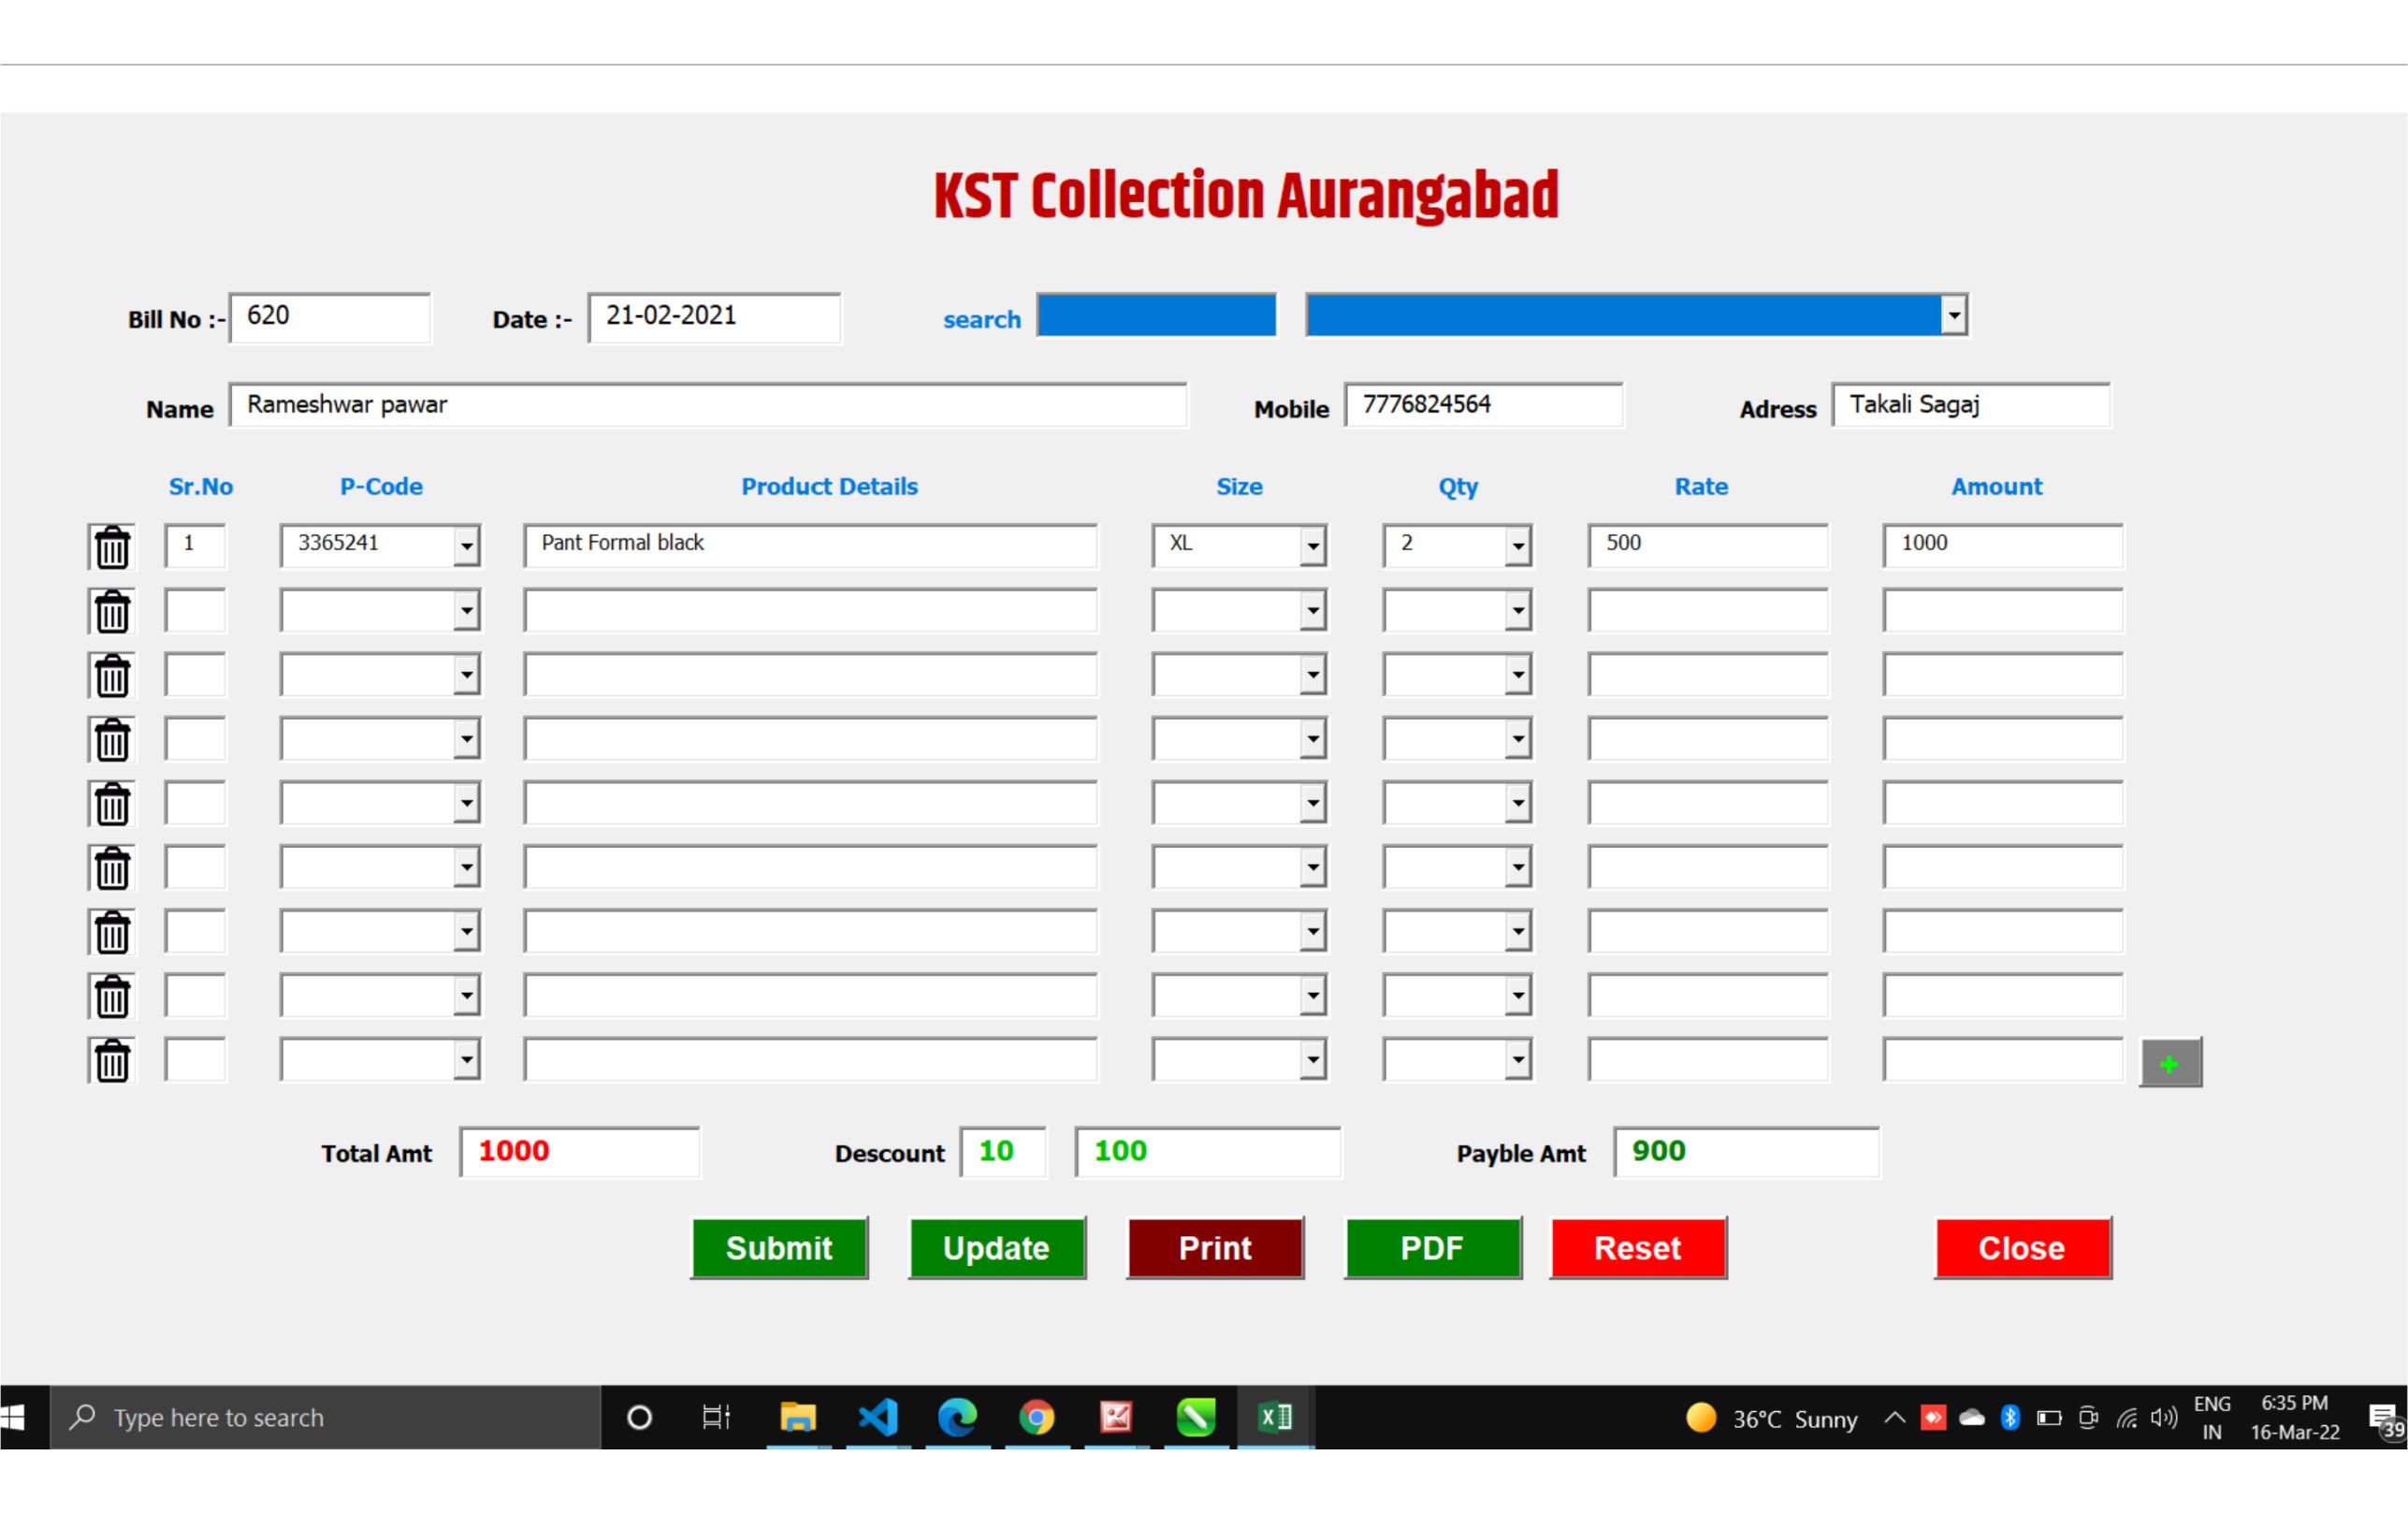 KST Collection Aurangabad
Bill No :- 620 Date :- 21-02-2021 search
Name Rameshwar pawar Mobile 7776824564 Adress Takali Sagaj
Sr.No P-Code Product Details Size Qty Rate Amount
1 3365241 Pant Formal black XL 2 500 1000
+
Total Amt 1000 Descount 10 100 Payble Amt 900
Submit Update Print PDF Reset Close
Type here to search 36°C Sunny ENG 6:35 PM
IN 16-Mar-22 39